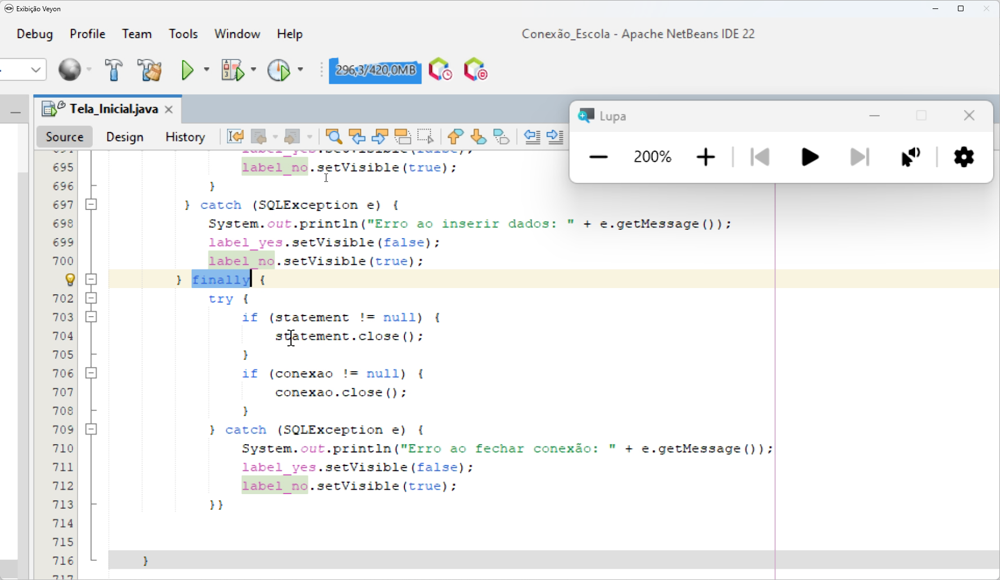 Exibição Veyon
Debug Profile Team Tools Window Help
Conexão_Escola - Apache NetBeans IDE 22
296,3/420,0MB
Tela_Inicial.java
Source Design History
Lupa
200%
695 label_no.setVisible(true);
696 }
697 } catch (SQLException e) {
698 System.out.println("Erro ao inserir dados: " + e.getMessage());
699 label_yes.setVisible(false);
700 label_no.setVisible(true);
} finally {
702 try {
703 if (statement != null) {
704 statement.close();
705 }
706 if (conexao != null) {
707 conexao.close();
708 }
709 } catch (SQLException e) {
710 System.out.println("Erro ao fechar conexão: " + e.getMessage());
711 label_yes.setVisible(false);
712 label_no.setVisible(true);
713 }}
714
715
716 }
717